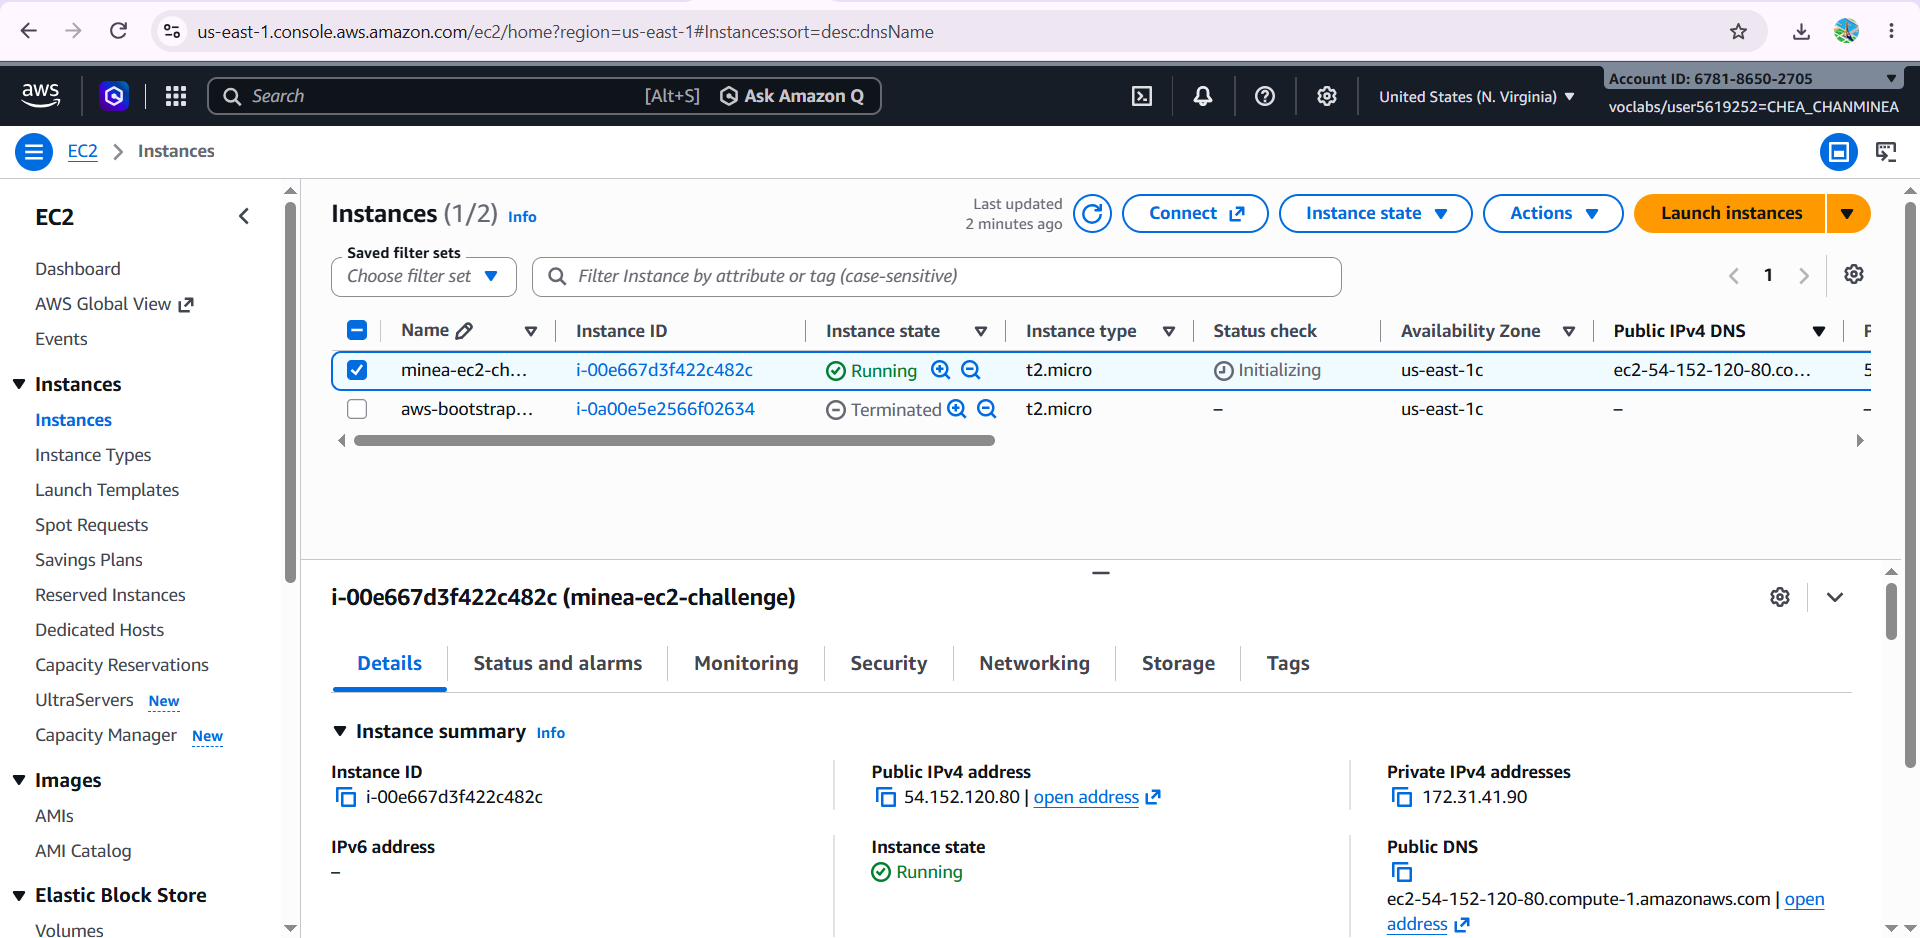 us-east-1.console.aws.amazon.com/ec2/home?region=us-east-1#Instances:sort=desc:dnsName
aws
Search
[Alt+S]
Ask Amazon Q
United States (N. Virginia)
Account ID: 6781-8650-2705
voclabs/user5619252=CHEA_CHANMINEA
EC2
Instances
EC2
Dashboard
AWS Global View
Events
Instances
Instances
Instance Types
Launch Templates
Spot Requests
Savings Plans
Reserved Instances
Dedicated Hosts
Capacity Reservations
UltraServers New
Capacity Manager New
Images
AMIs
AMI Catalog
Elastic Block Store
Volumes
Instances (1/2) Info
Last updated
2 minutes ago
Connect
Instance state
Actions
Launch instances
Saved filter sets
Choose filter set
Filter Instance by attribute or tag (case-sensitive)
1
Name Instance ID Instance state Instance type Status check Availability Zone Public IPv4 DNS P
minea-ec2-ch... i-00e667d3f422c482c Running t2.micro Initializing us-east-1c ec2-54-152-120-80.co... 5
aws-bootstrap... i-0a00e5e2566f02634 Terminated t2.micro – us-east-1c – –
i-00e667d3f422c482c (minea-ec2-challenge)
Details
Status and alarms
Monitoring
Security
Networking
Storage
Tags
Instance summary Info
Instance ID
i-00e667d3f422c482c
Public IPv4 address
54.152.120.80 | open address
Private IPv4 addresses
172.31.41.90
IPv6 address
–
Instance state
Running
Public DNS
ec2-54-152-120-80.compute-1.amazonaws.com | open
address